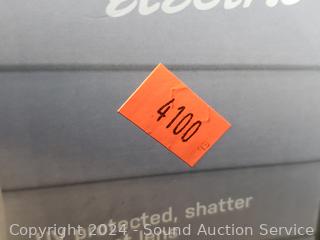 electric
4100
protected, shatter
Copyright 2024 - Sound Auction Service